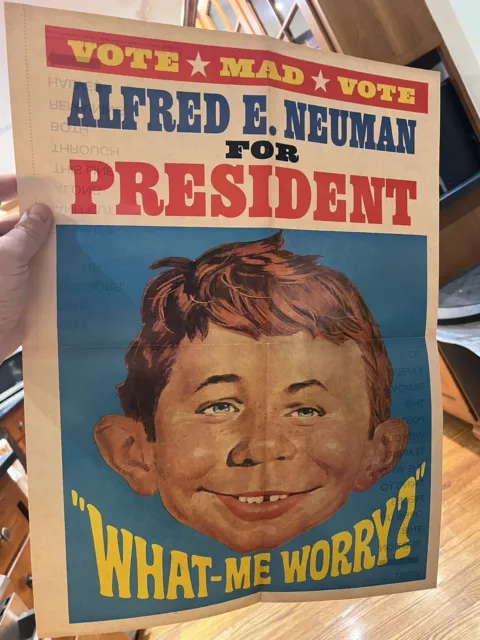 VOTE ★ MAD ★ VOTE
ALFRED E. NEUMAN
FOR
PRESIDENT
"WHAT-ME WORRY?"